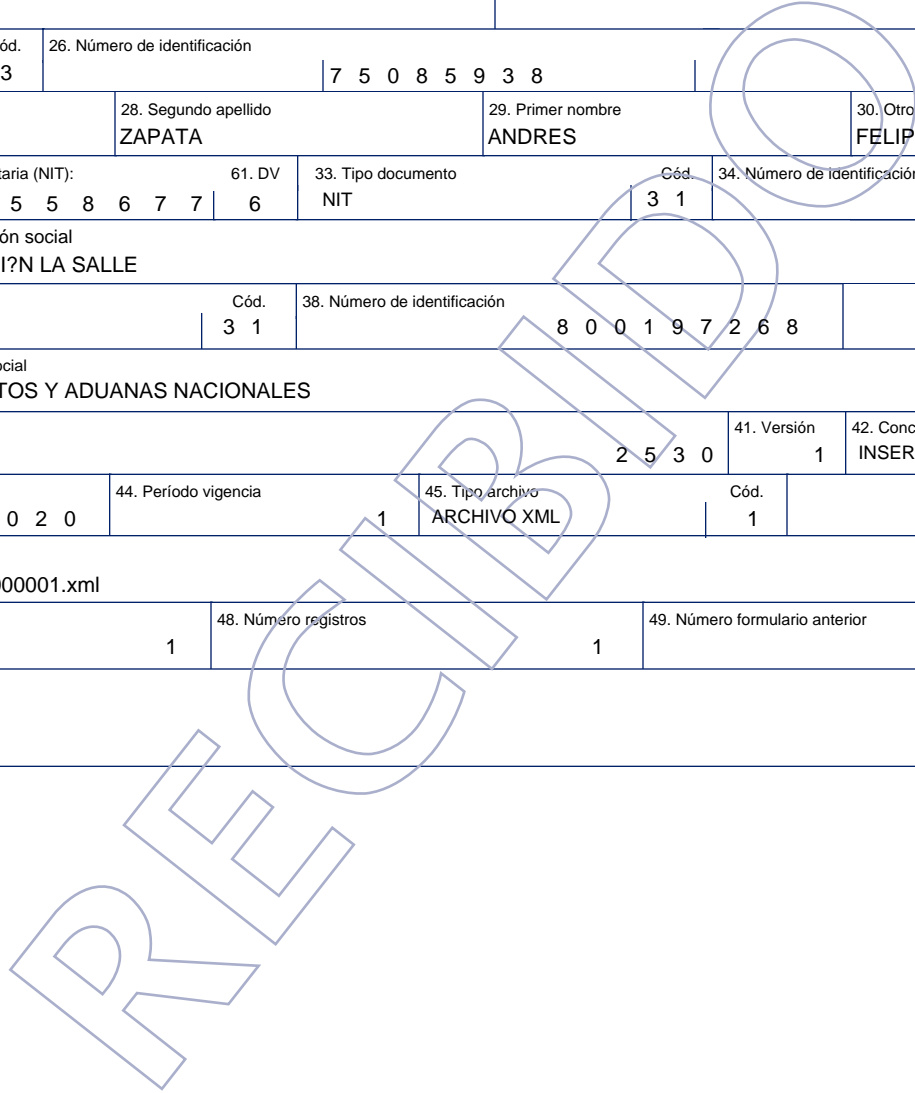 ód. 26. Número de identificación
3 7 5 0 8 5 9 3 8
28. Segundo apellido 29. Primer nombre 30. Otro
ZAPATA ANDRES FELIP
taria (NIT): 61. DV 33. Tipo documento Cód. 34. Número de identificación
5 5 8 6 7 7 6 NIT 3 1
ón social
I?N LA SALLE
Cód. 38. Número de identificación
3 1 8 0 0 1 9 7 2 6 8
ocial
TOS Y ADUANAS NACIONALES
41. Versión 42. Conc
2 5 3 0 1 INSER
44. Período vigencia 45. Tipo archivo Cód.
0 2 0 1 ARCHIVO XML 1
000001.xml
48. Número registros 49. Número formulario anterior
1 1
RECIBIDO